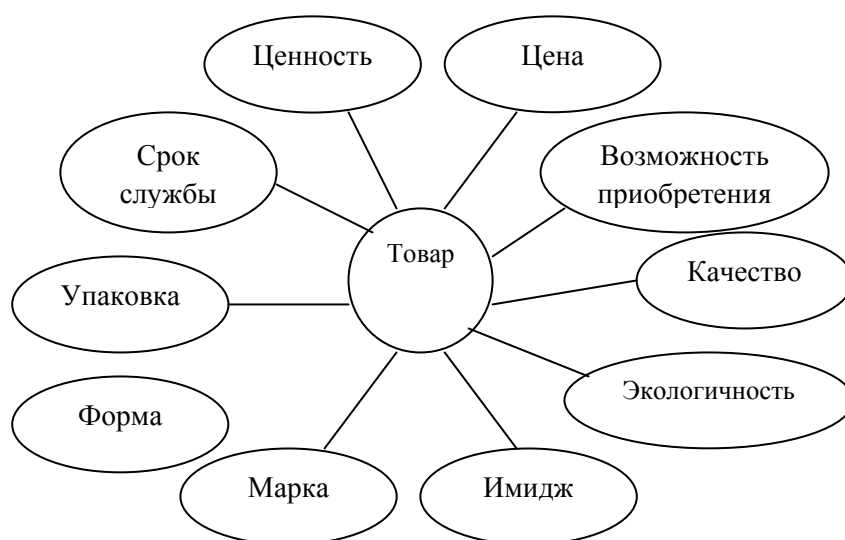 Ценность
Цена
Срок
службы
Возможность
приобретения
Товар
Качество
Упаковка
Экологичность
Форма
Марка
Имидж